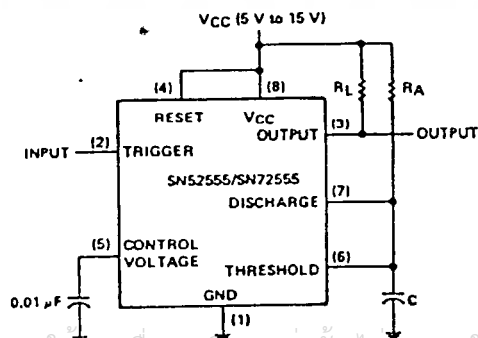 VCC (5 V to 15 V)
(4)
(8)
RL
RA
RESET
VCC
OUTPUT
(3)
OUTPUT
INPUT
(2)
TRIGGER
SN52555/SN72555
(7)
DISCHARGE
(5)
CONTROL
VOLTAGE
(6)
THRESHOLD
0.01 µF
GND
C
(1)